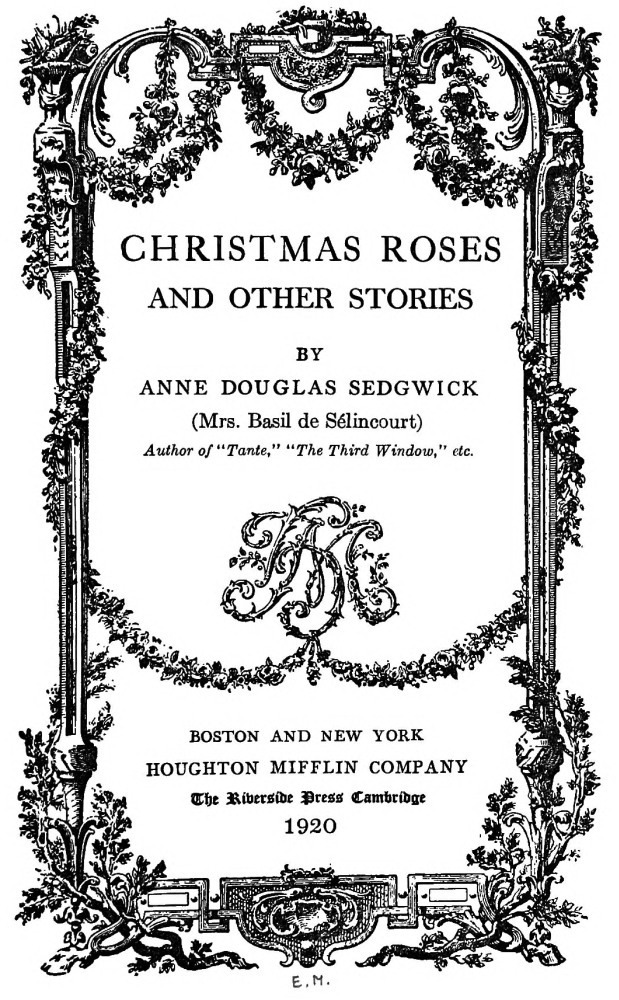 CHRISTMAS ROSES
AND OTHER STORIES
BY
ANNE DOUGLAS SEDGWICK
(Mrs. Basil de Sélincourt)
Author of "Tante," "The Third Window," etc.
BOSTON AND NEW YORK
HOUGHTON MIFFLIN COMPANY
The Riverside Press Cambridge
1920
E.M.